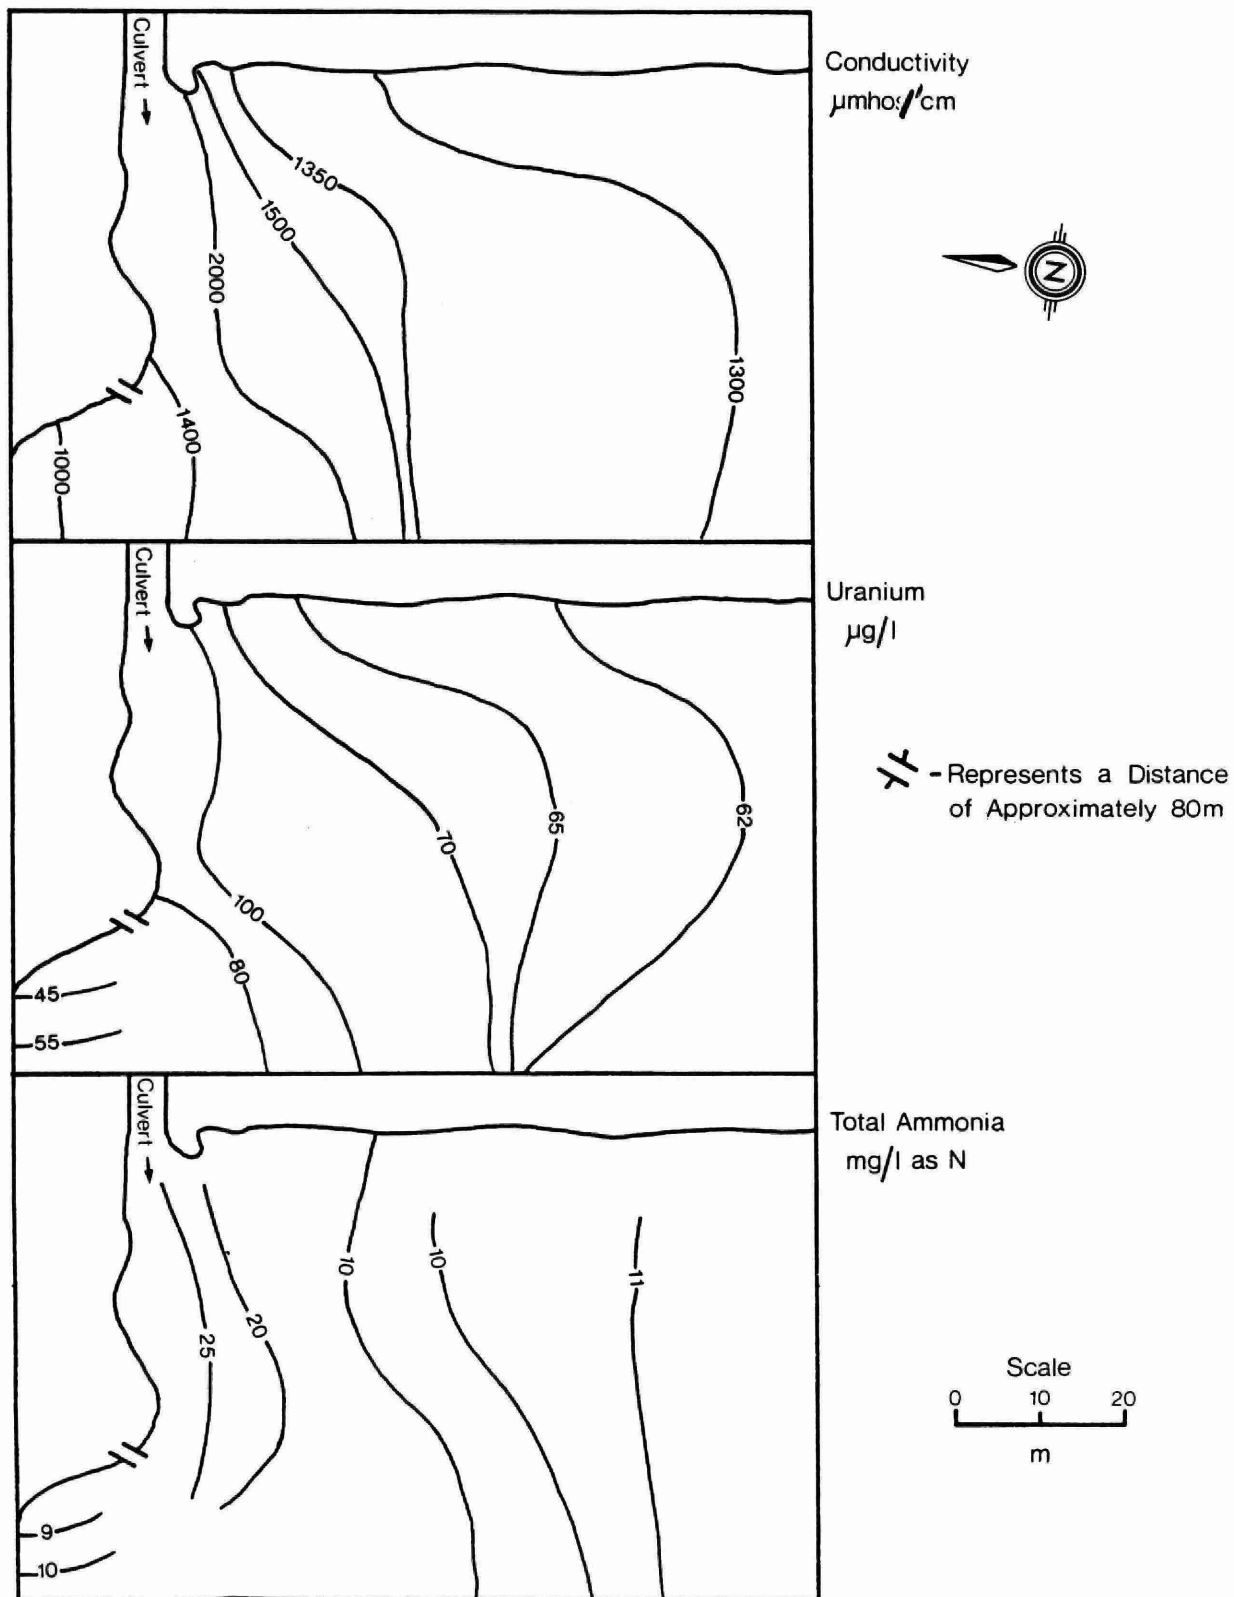 Culvert
Conductivity
µmhos/cm
1350
1500
2000
1300
1400
1000
N
Culvert
Uranium
µg/l
- Represents a Distance
of Approximately 80m
65
62
70
100
80
45
55
Culvert
Total Ammonia
mg/l as N
10
10
11
20
25
9
10
Scale
0 10 20
m